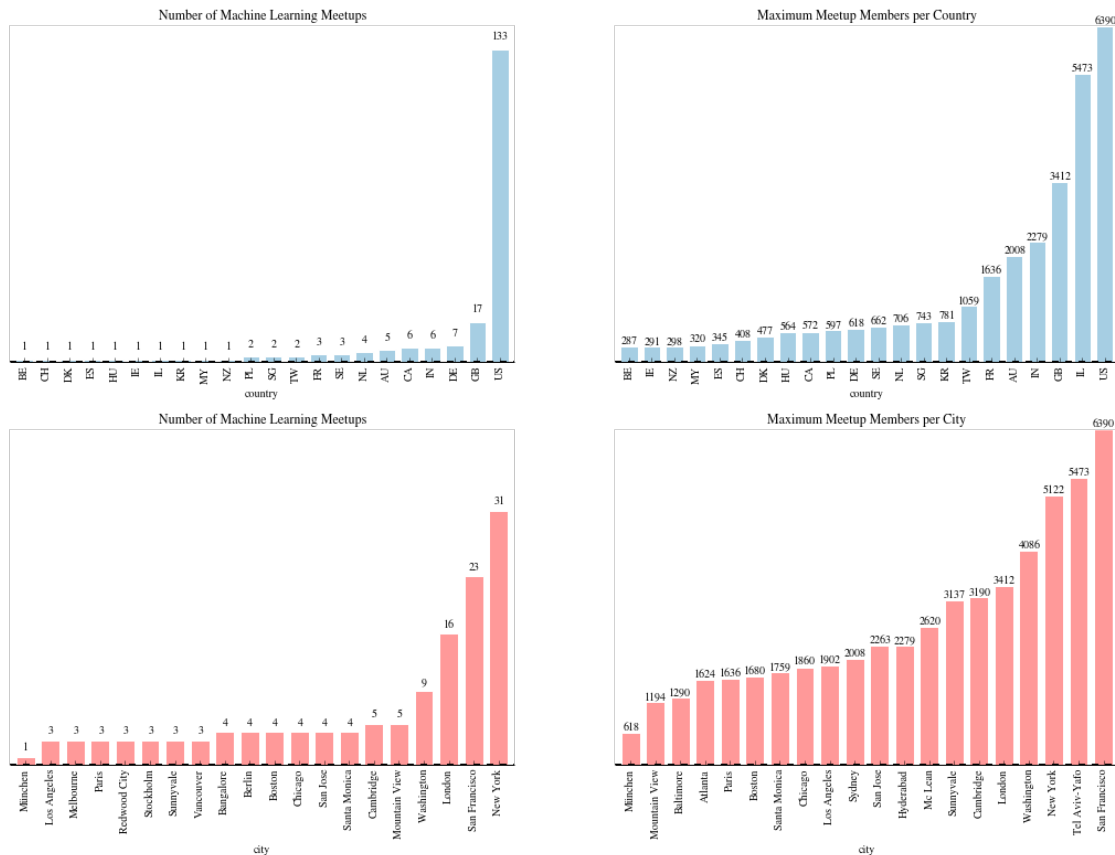 Number of Machine Learning Meetups
1 1 1 1 1 1 1 1 1 1 2 2 2 3 3 4 5 6 6 7 17 133
BE CH DK ES HU IE IL KR MY NZ PL SG TW FR SE NL AU CA IN DE GB US
country
Maximum Meetup Members per Country
287 291 298 320 345 408 477 564 572 597 618 662 706 743 781 1059 1636 2008 2279 3412 5473 6390
BE IE NZ MY ES CH DK HU CA PL DE SE NL SG KR TW FR AU IN GB IL US
country
Number of Machine Learning Meetups
1 3 3 3 3 3 3 3 4 4 4 4 4 4 5 5 9 16 23 31
München Los Angeles Melbourne Paris Redwood City Stockholm Sunnyvale Vancouver Bangalore Berlin Boston Chicago San Jose Santa Monica Cambridge Mountain View Washington London San Francisco New York
city
Maximum Meetup Members per City
618 1194 1290 1624 1636 1680 1759 1860 1902 2008 2263 2279 2620 3137 3190 3412 4086 5122 5473 6390
München Mountain View Baltimore Atlanta Paris Boston Santa Monica Chicago Los Angeles Sydney San Jose Hyderabad Mc Lean Sunnyvale Cambridge London Washington New York Tel Aviv-Yafo San Francisco
city